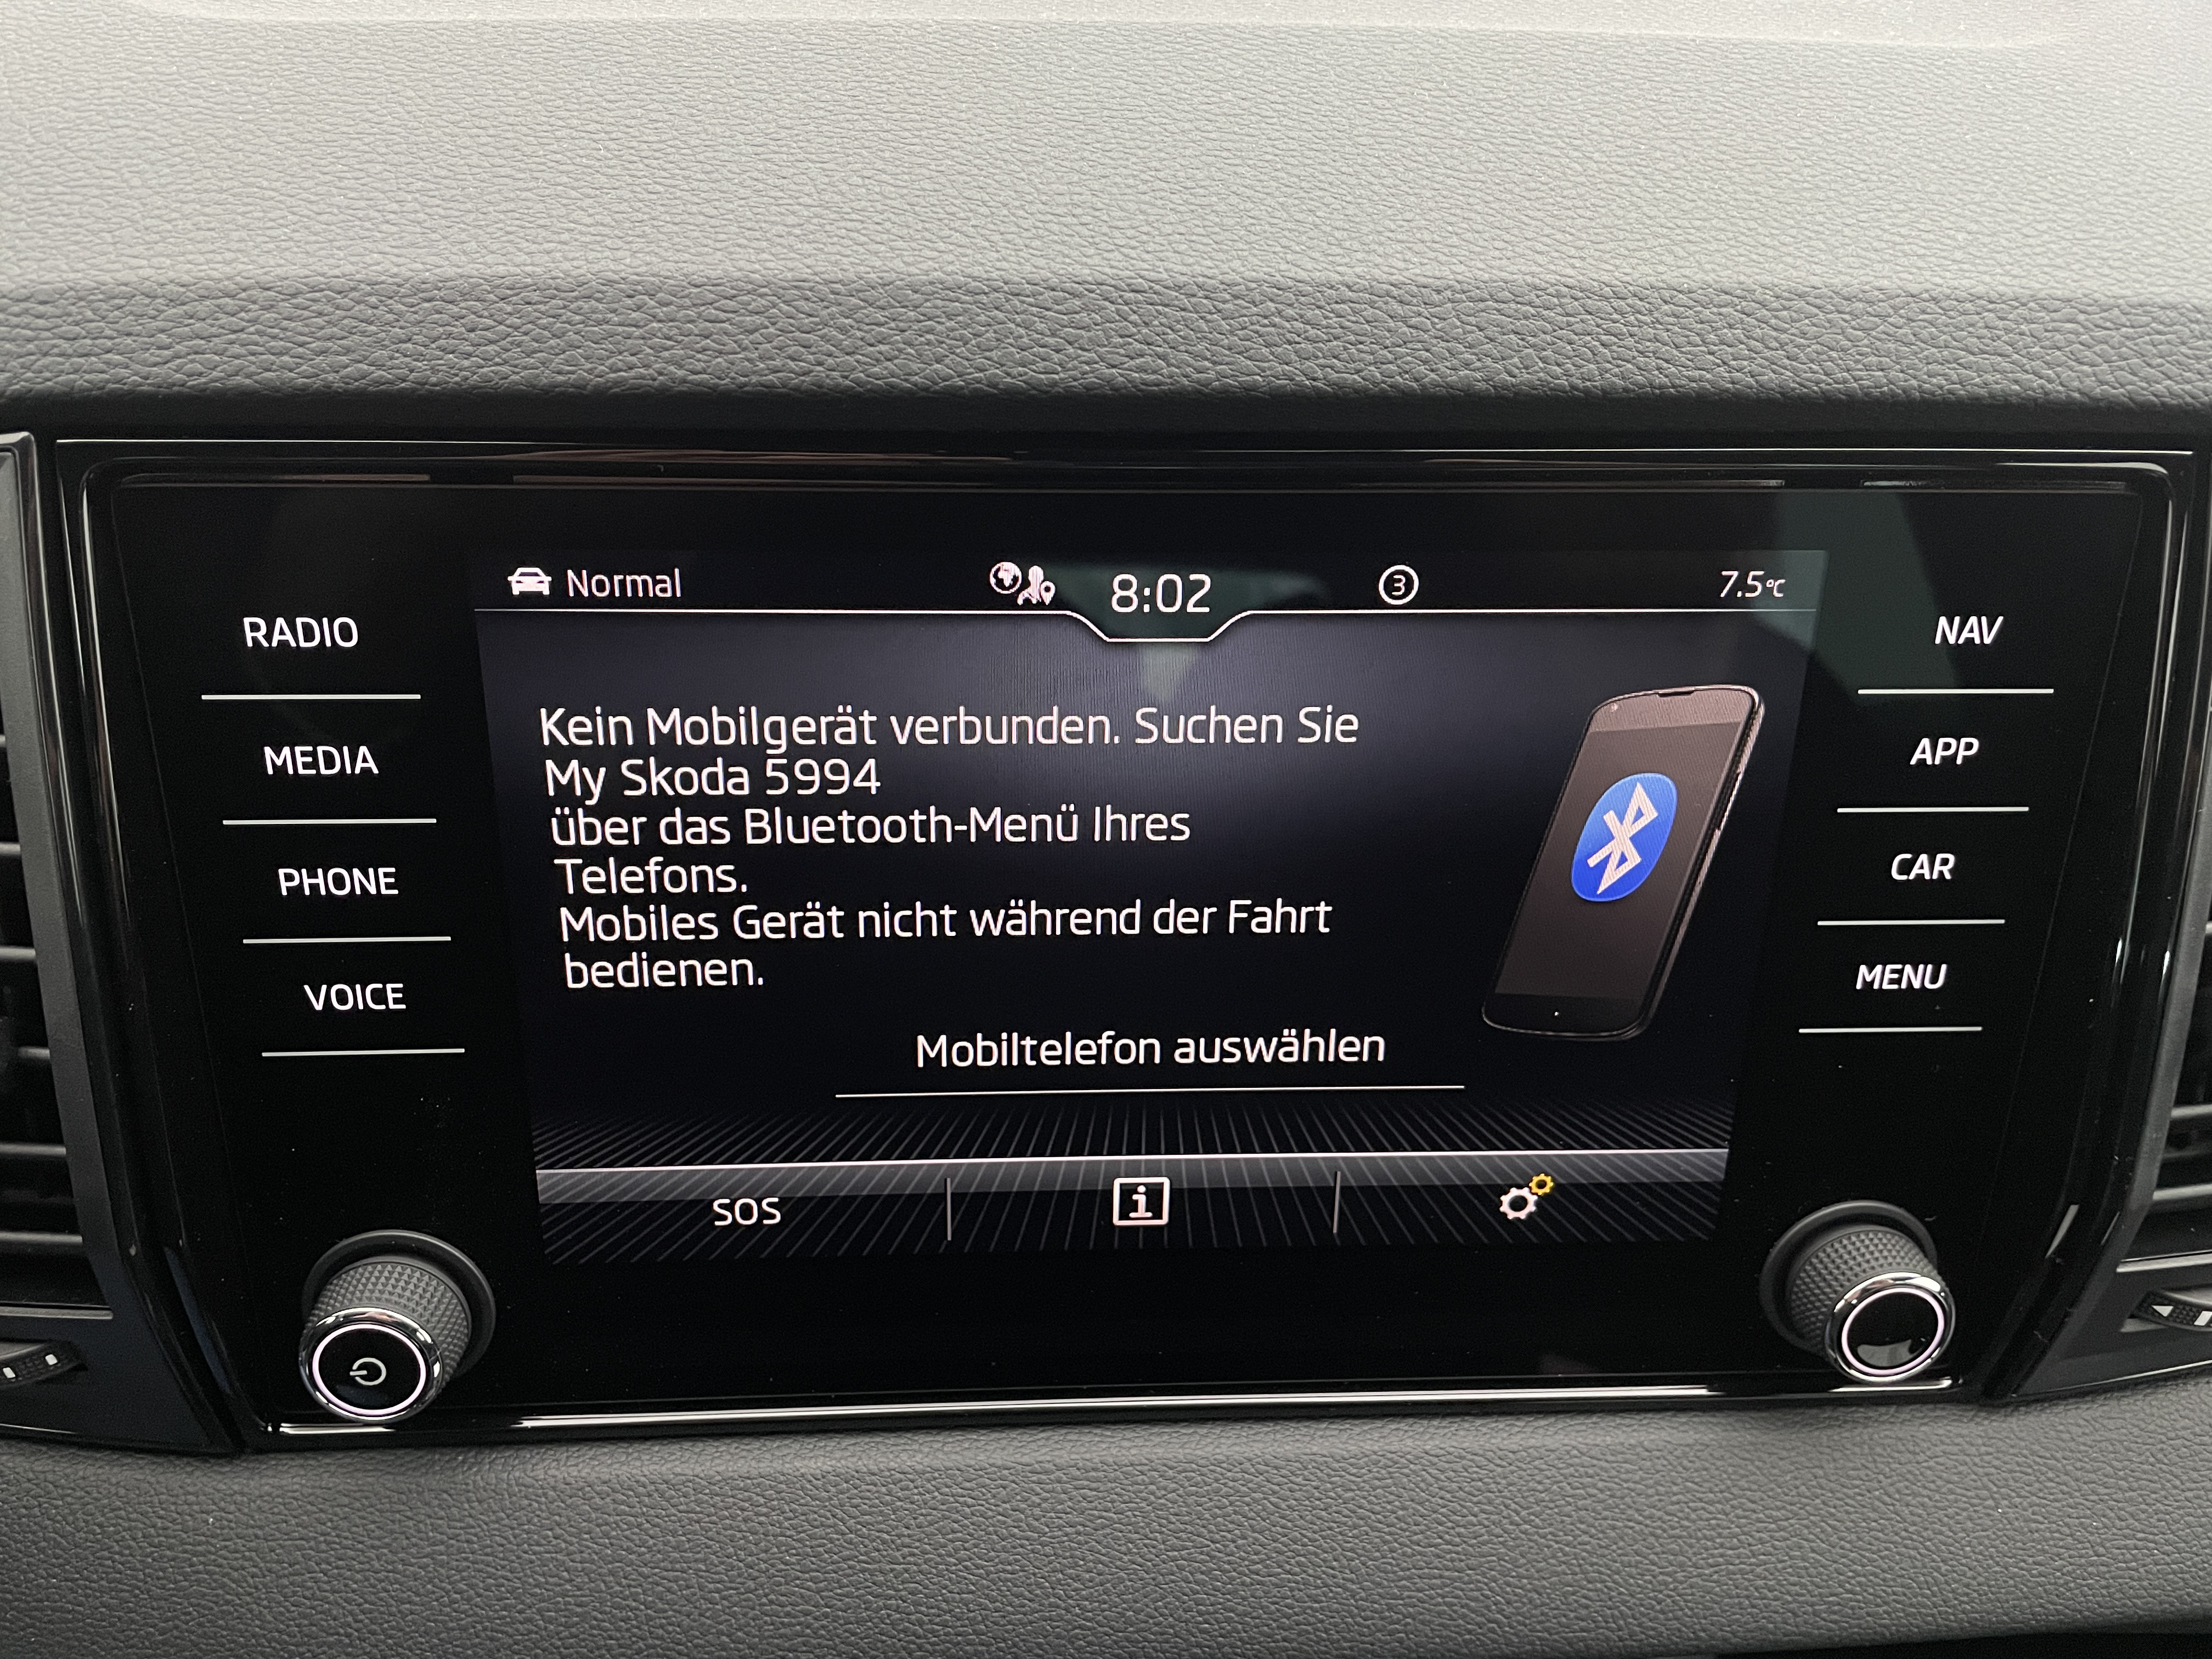 Normal
8:02
3
7.5°C
RADIO
MEDIA
PHONE
VOICE
Kein Mobilgerät verbunden. Suchen Sie
My Skoda 5994
über das Bluetooth-Menü Ihres
Telefons.
Mobiles Gerät nicht während der Fahrt
bedienen.
Mobiltelefon auswählen
SOS
i
NAV
APP
CAR
MENU